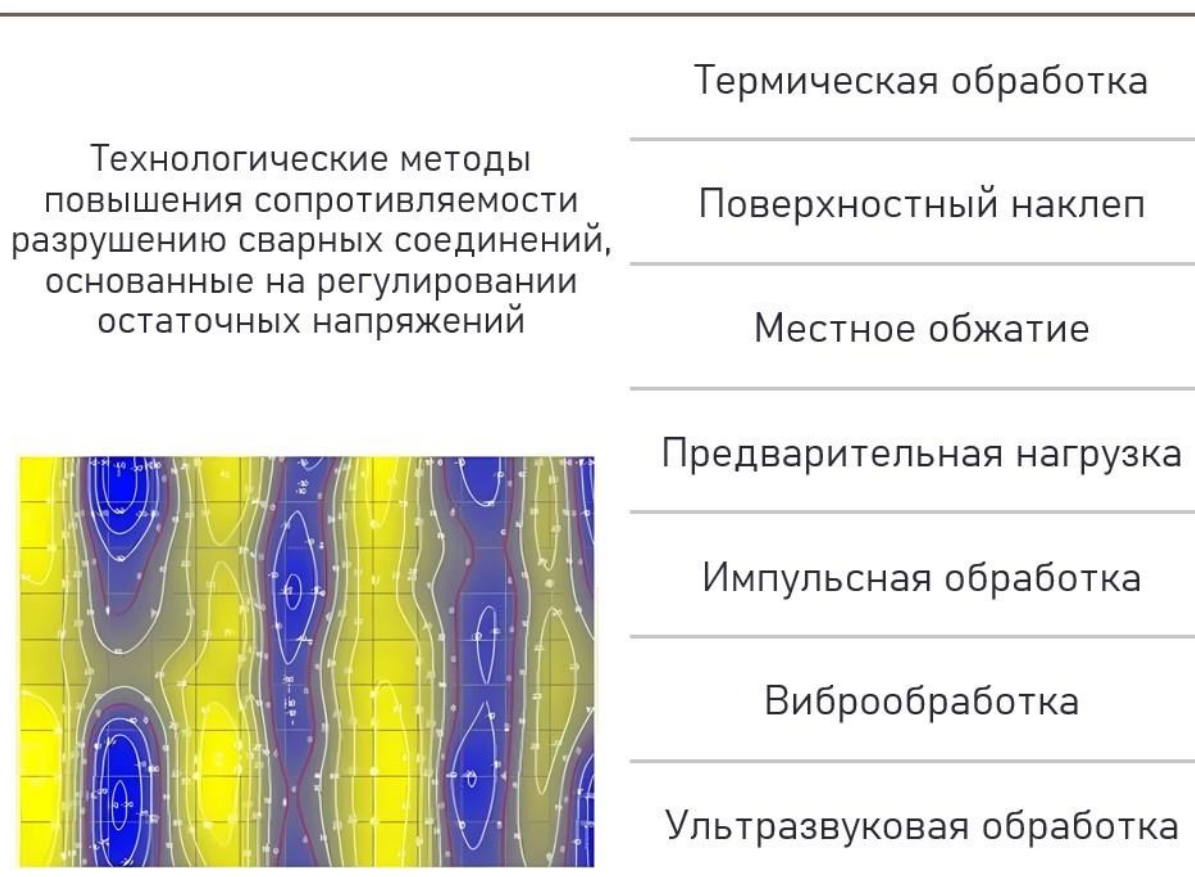 Технологические методы
повышения сопротивляемости
разрушению сварных соединений,
основанные на регулировании
остаточных напряжений
Термическая обработка
Поверхностный наклеп
Местное обжатие
Предварительная нагрузка
Импульсная обработка
Виброобработка
Ультразвуковая обработка